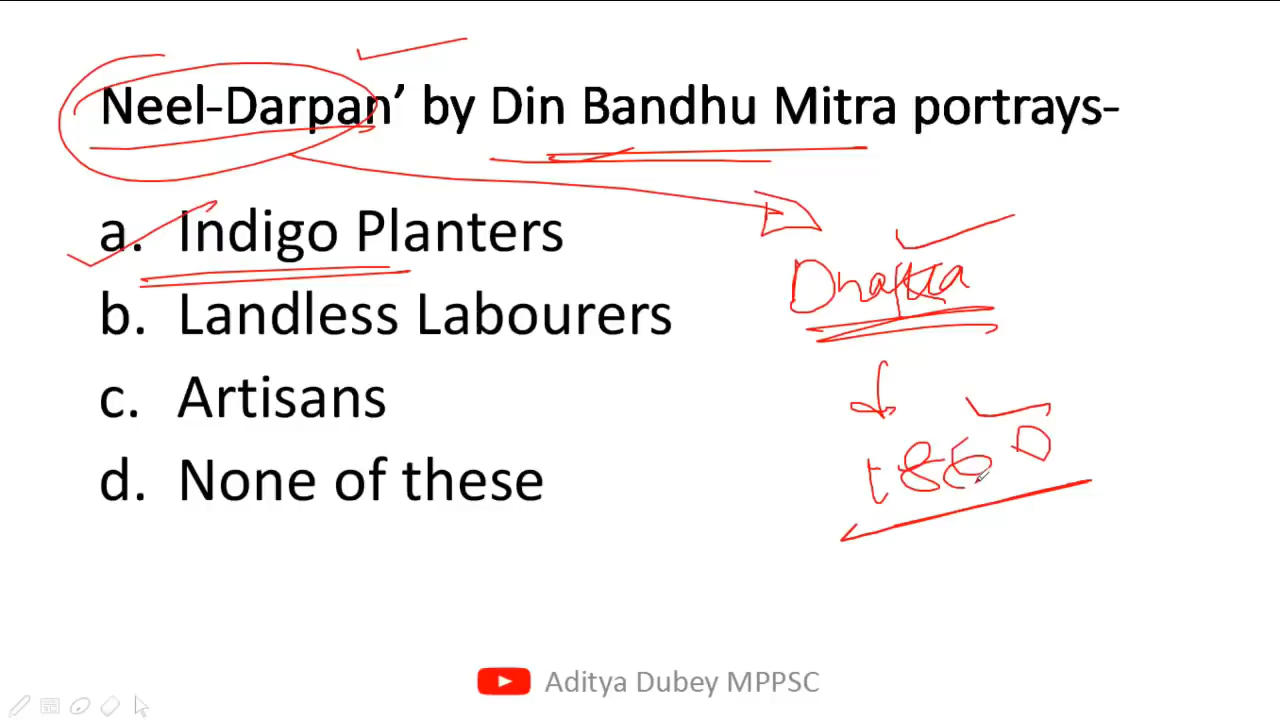 Neel-Darpan’ by Din Bandhu Mitra portrays-
a. Indigo Planters
b. Landless Labourers
c. Artisans
d. None of these
1860
Aditya Dubey MPPSC